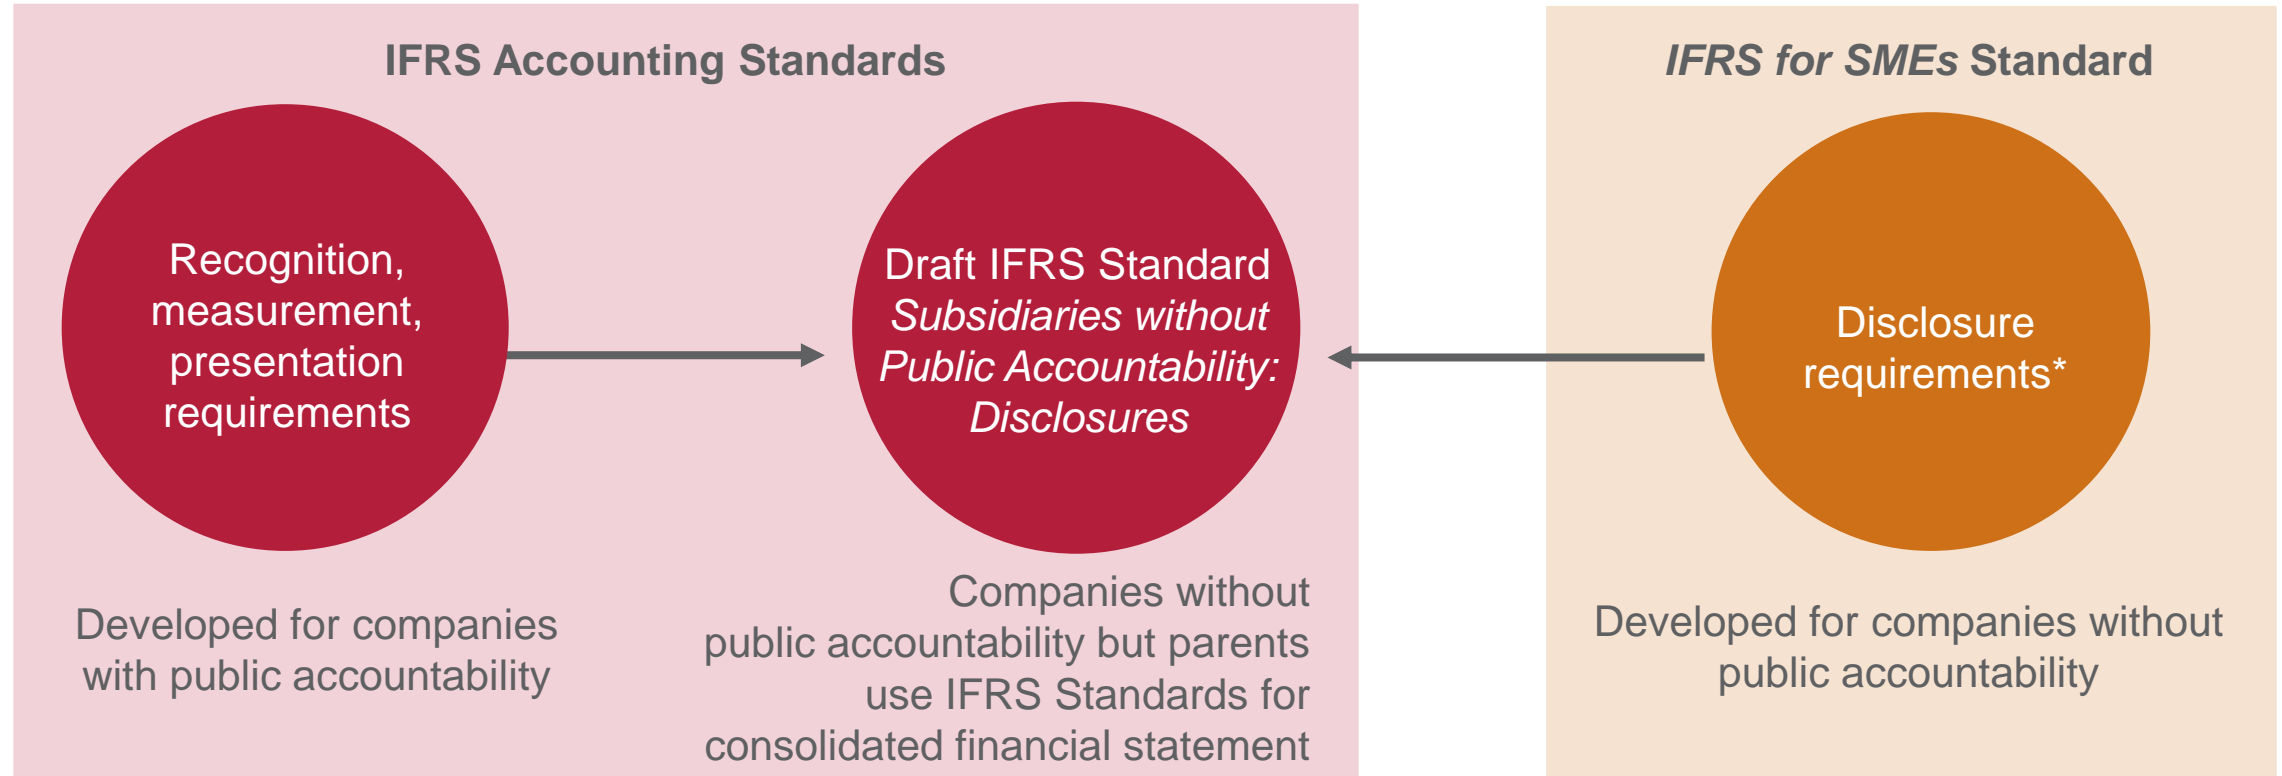 IFRS Accounting Standards
Recognition,
measurement,
presentation
requirements
Developed for companies
with public accountability
Draft IFRS Standard
Subsidiaries without
Public Accountability:
Disclosures
Companies without
public accountability but parents
use IFRS Standards for
consolidated financial statement
IFRS for SMEs Standard
Disclosure
requirements*
Developed for companies without
public accountability